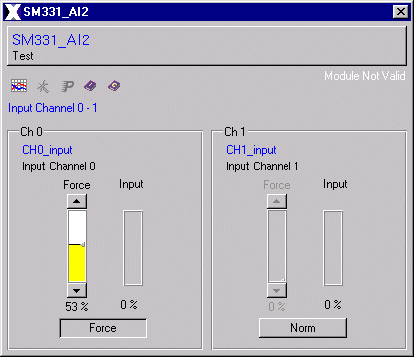 SM331_AI2
SM331_AI2
Test
Module Not Valid
Input Channel 0 - 1
Ch 0
CH0_input
Input Channel 0
Force Input
53 % 0 %
Force
Ch 1
CH1_input
Input Channel 1
Force Input
0 % 0 %
Norm